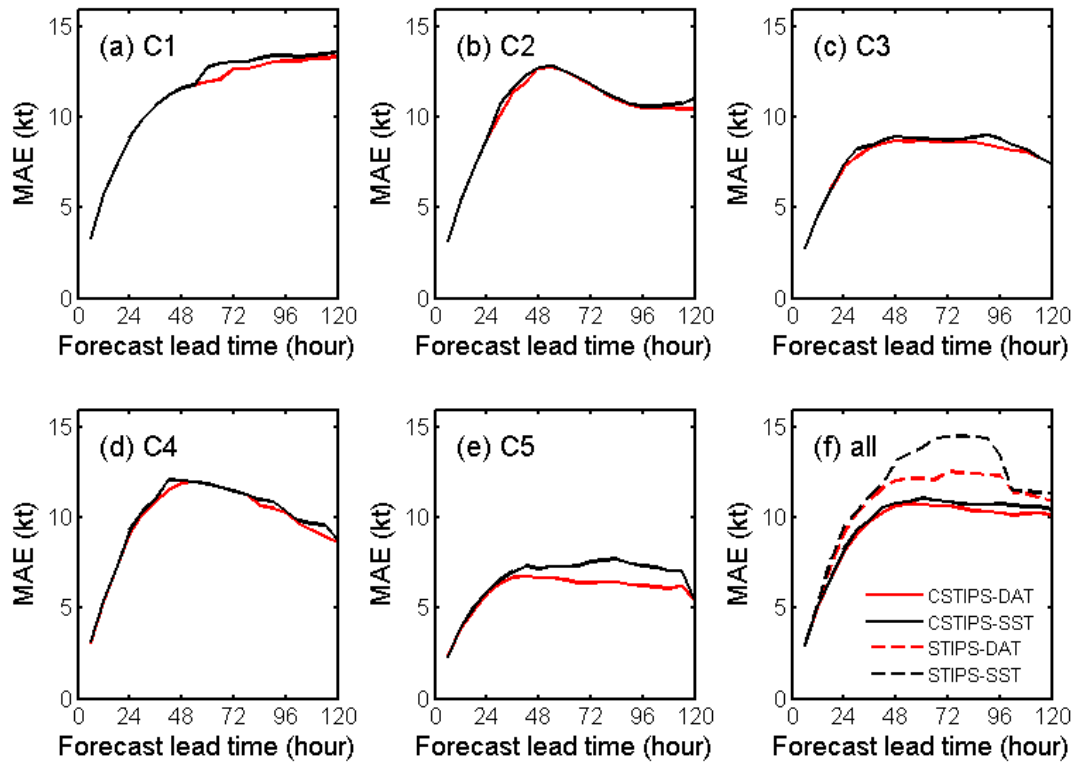 (a) C1
MAE (kt)
15
10
5
0
0 24 48 72 96 120
Forecast lead time (hour)
(b) C2
MAE (kt)
15
10
5
0
0 24 48 72 96 120
Forecast lead time (hour)
(c) C3
MAE (kt)
15
10
5
0
0 24 48 72 96 120
Forecast lead time (hour)
(d) C4
MAE (kt)
15
10
5
0
0 24 48 72 96 120
Forecast lead time (hour)
(e) C5
MAE (kt)
15
10
5
0
0 24 48 72 96 120
Forecast lead time (hour)
(f) all
MAE (kt)
15
10
5
0
CSTIPS-DAT
CSTIPS-SST
STIPS-DAT
STIPS-SST
0 24 48 72 96 120
Forecast lead time (hour)